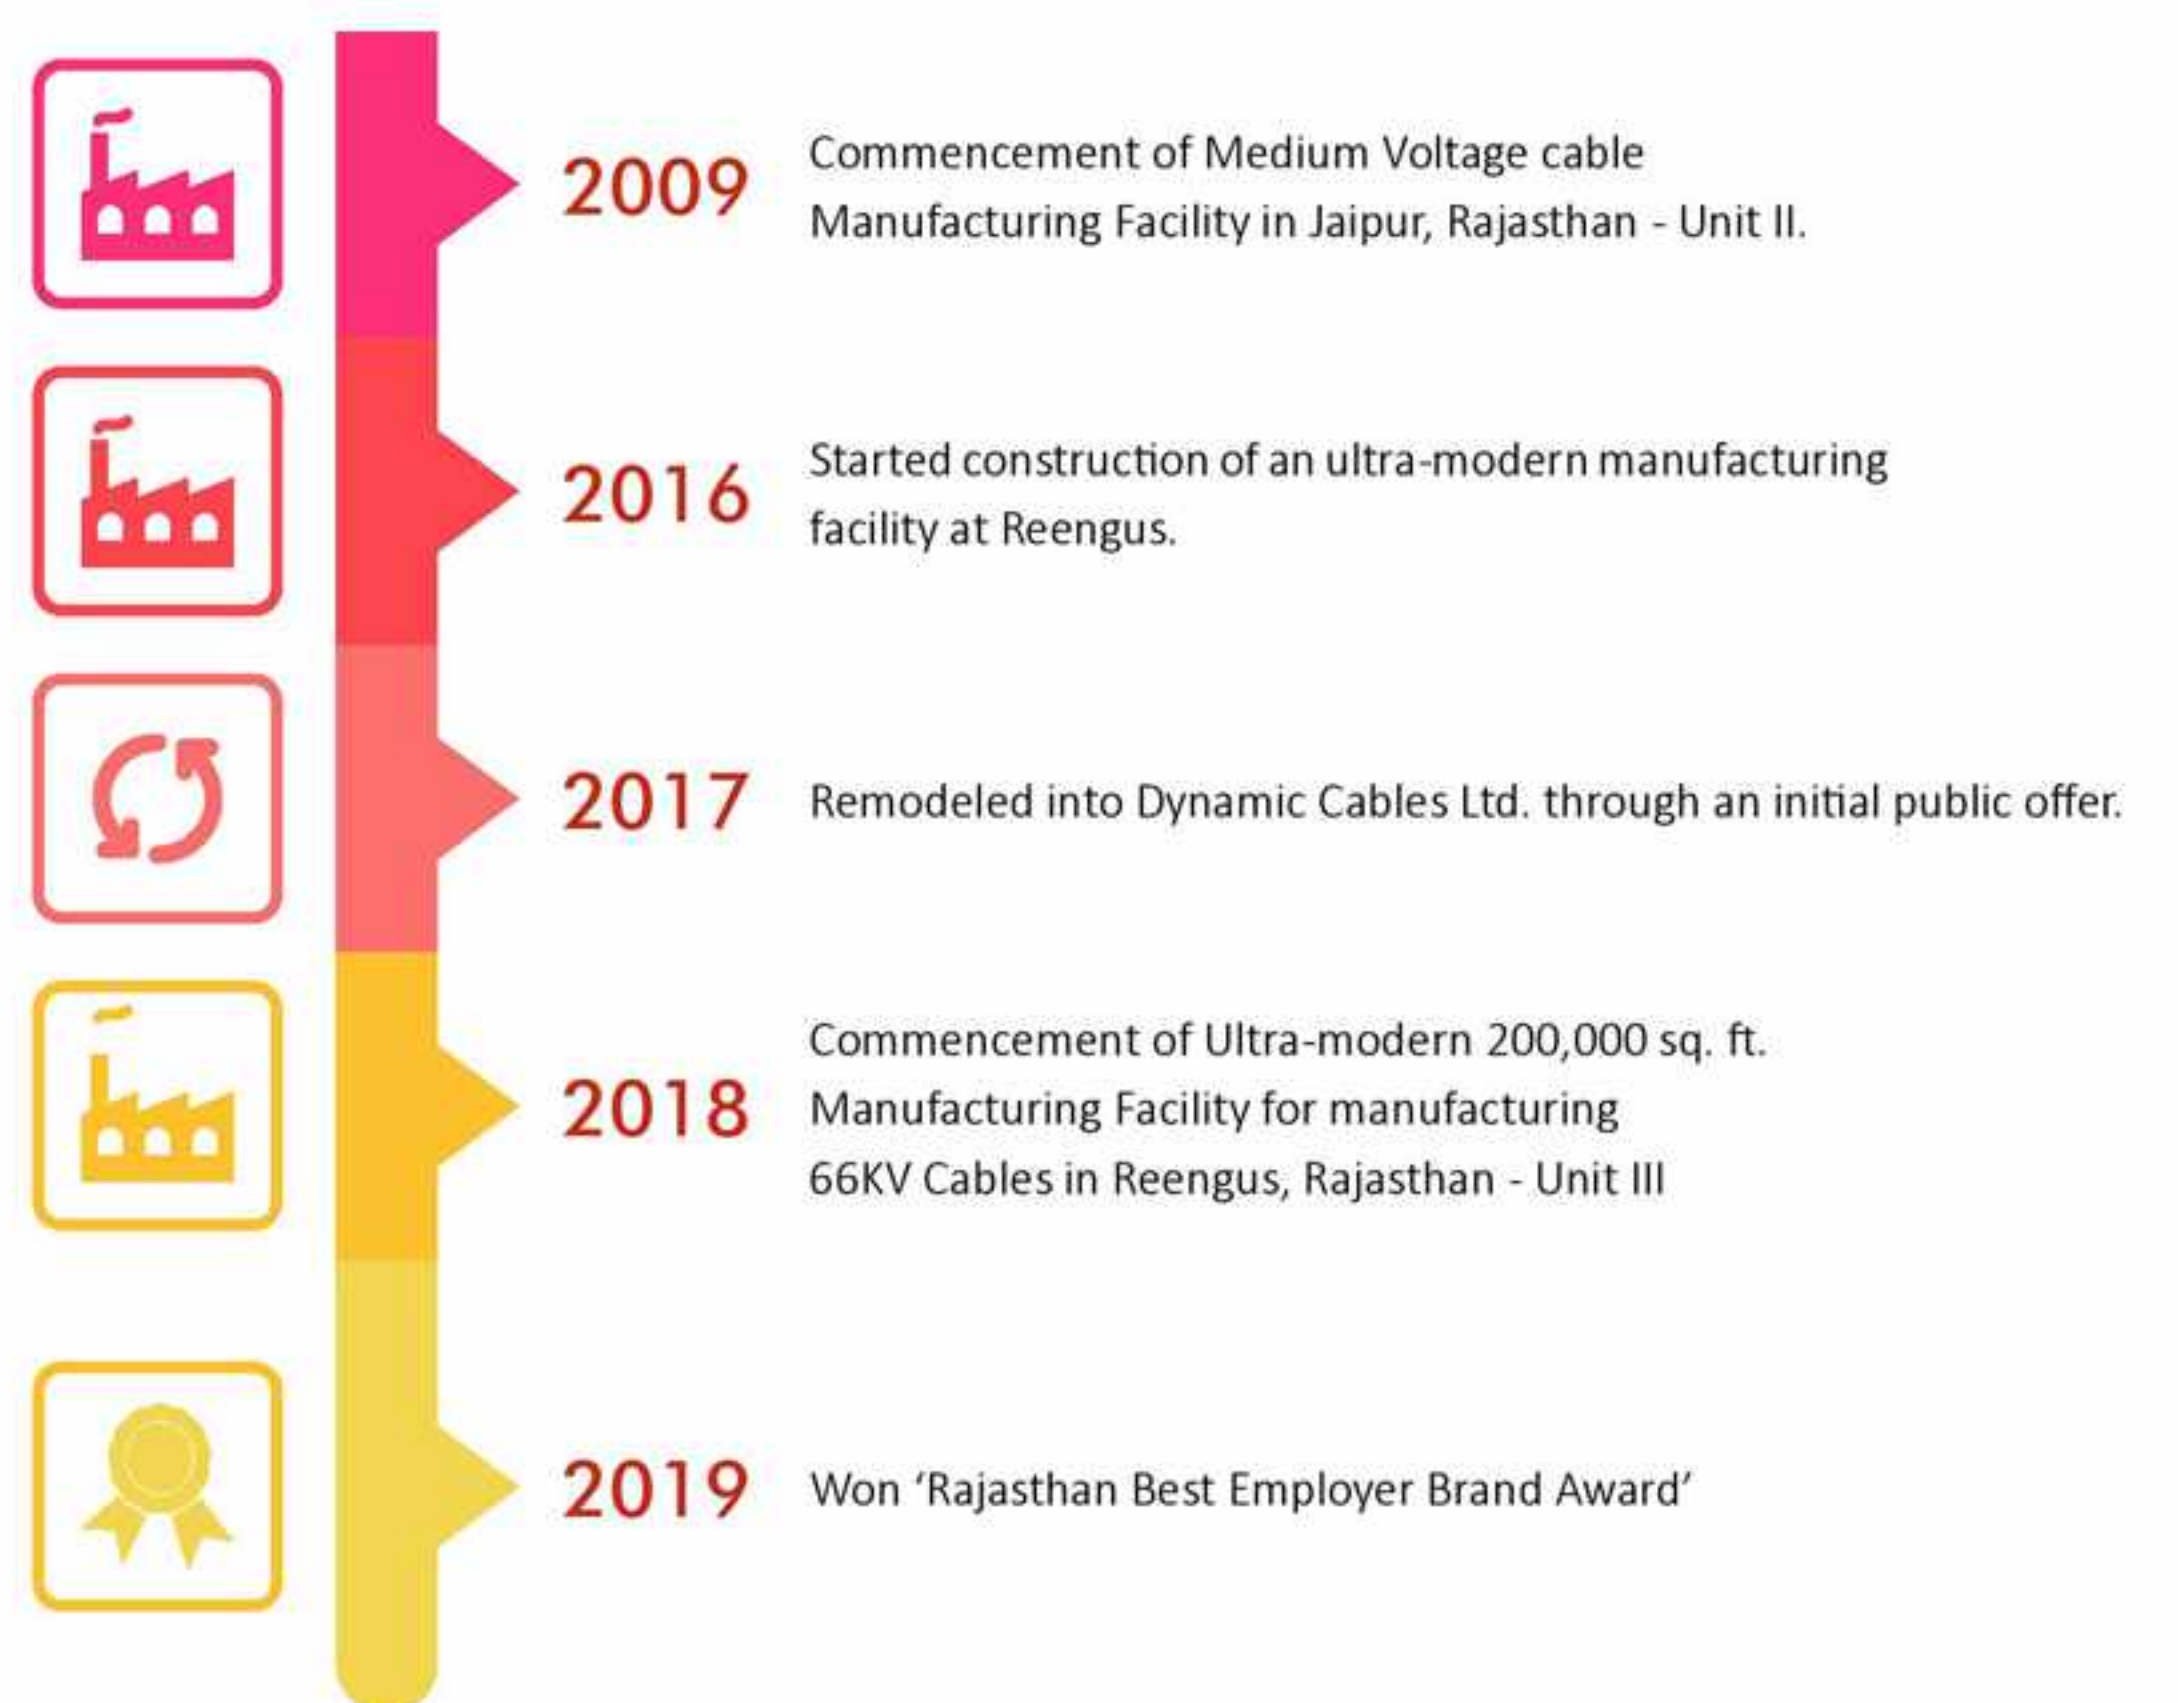 2009
Commencement of Medium Voltage cable
Manufacturing Facility in Jaipur, Rajasthan - Unit II.
2016
Started construction of an ultra-modern manufacturing
facility at Reengus.
2017
Remodeled into Dynamic Cables Ltd. through an initial public offer.
2018
Commencement of Ultra-modern 200,000 sq. ft.
Manufacturing Facility for manufacturing
66KV Cables in Reengus, Rajasthan - Unit III
2019
Won ‘Rajasthan Best Employer Brand Award’